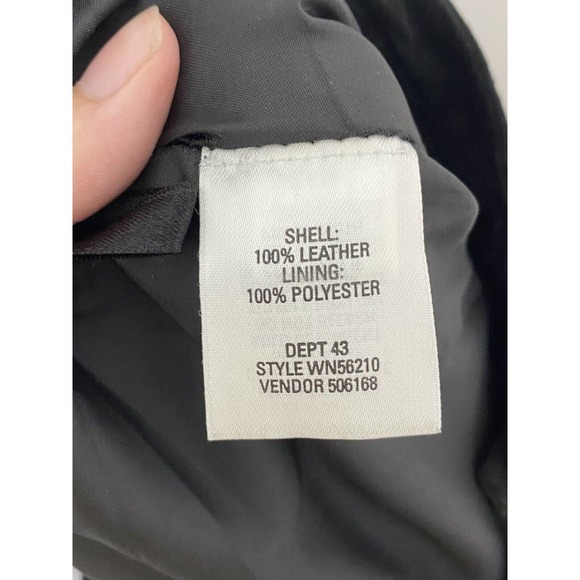 SHELL:
100% LEATHER
LINING:
100% POLYESTER
DEPT 43
STYLE WN56210
VENDOR 506168